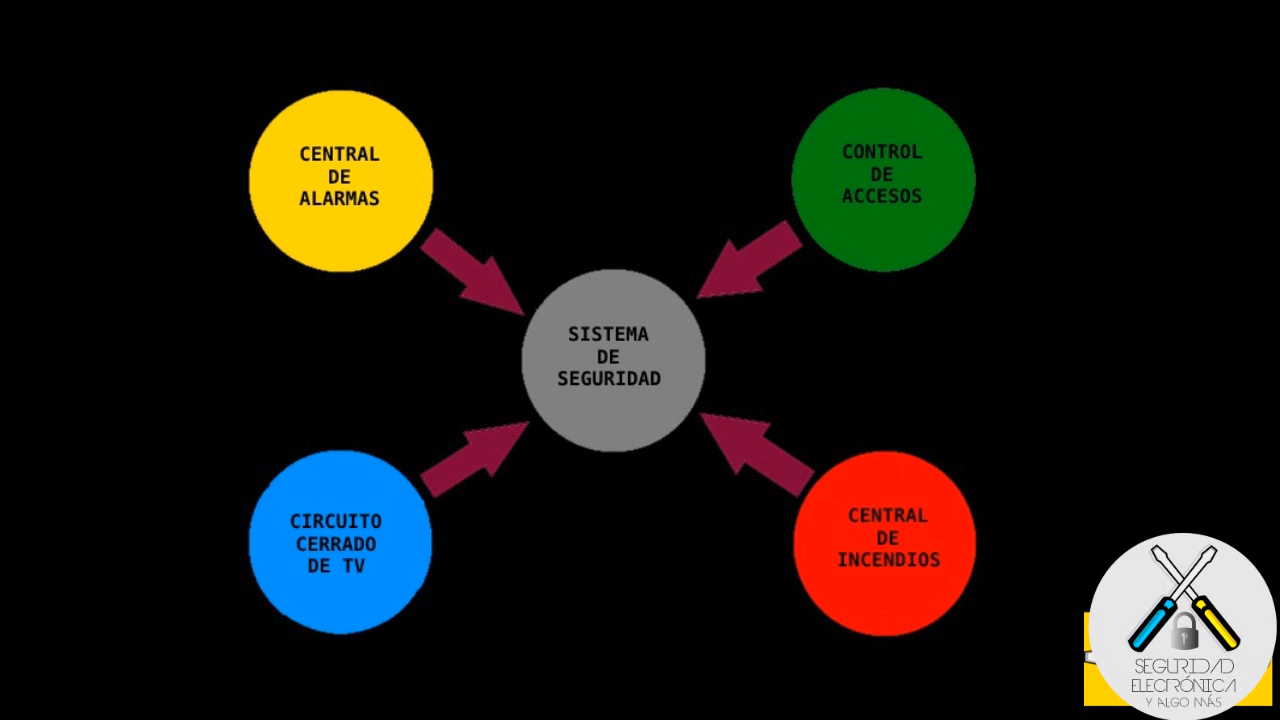 CENTRAL
DE
ALARMAS
CONTROL
DE
ACCESOS
SISTEMA
DE
SEGURIDAD
CIRCUITO
CERRADO
DE TV
CENTRAL
DE
INCENDIOS
SEGURIDAD
ELECTRÓNICA
Y ALGO MÁS